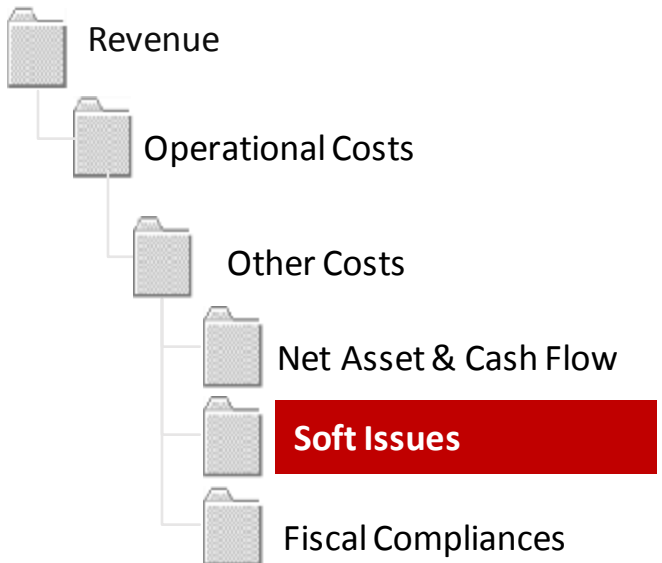 Revenue
Operational Costs
Other Costs
Net Asset & Cash Flow
Soft Issues
Fiscal Compliances